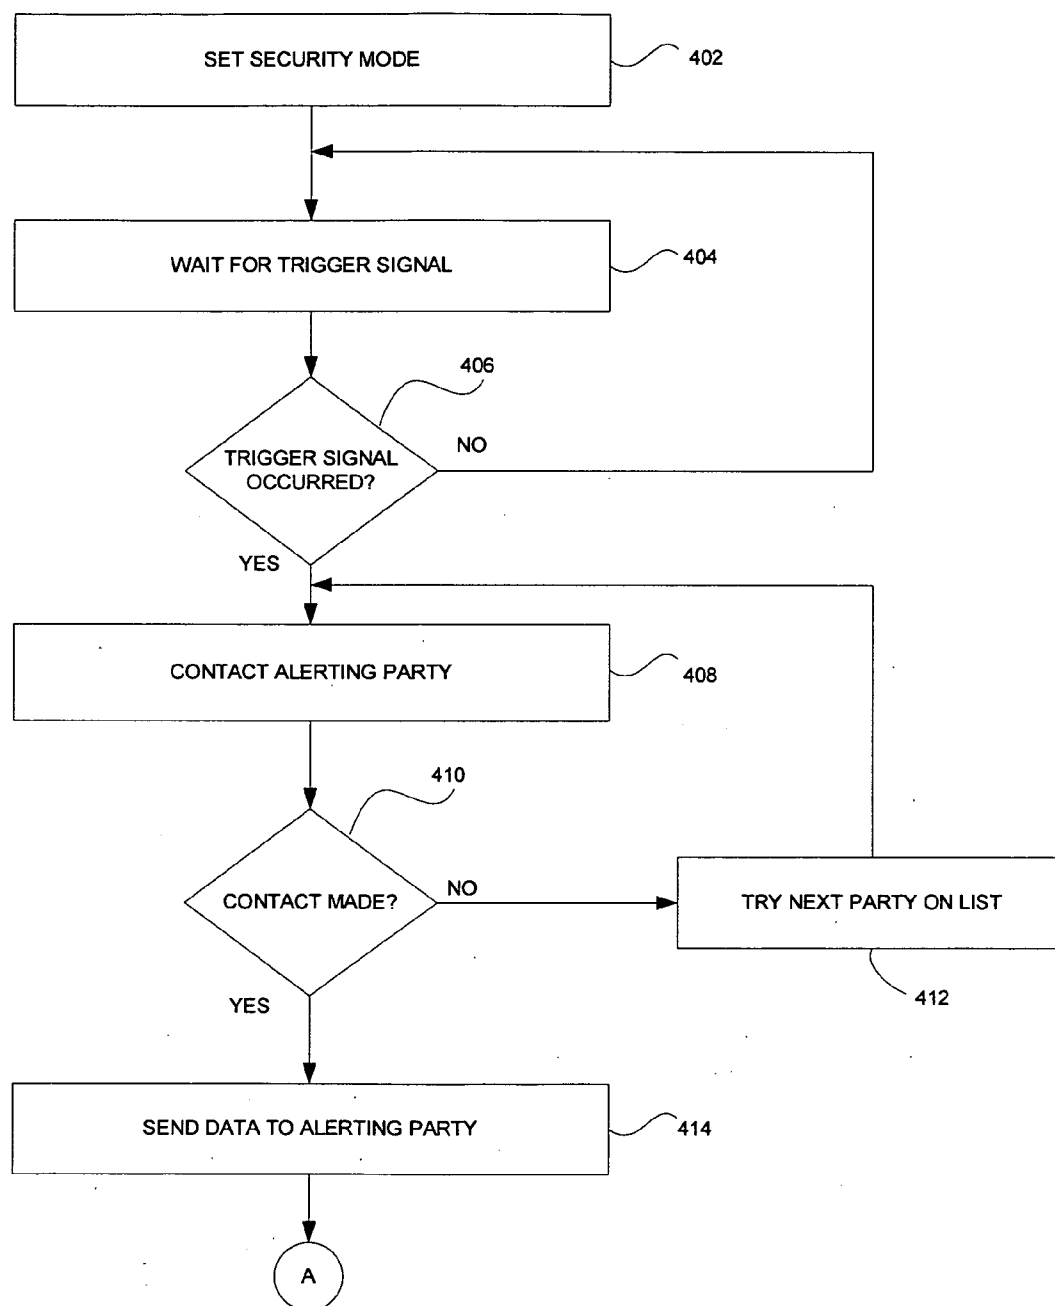 SET SECURITY MODE
402
WAIT FOR TRIGGER SIGNAL
404
406
TRIGGER SIGNAL
OCCURRED?
NO
YES
CONTACT ALERTING PARTY
408
410
CONTACT MADE?
NO
TRY NEXT PARTY ON LIST
412
YES
SEND DATA TO ALERTING PARTY
414
A